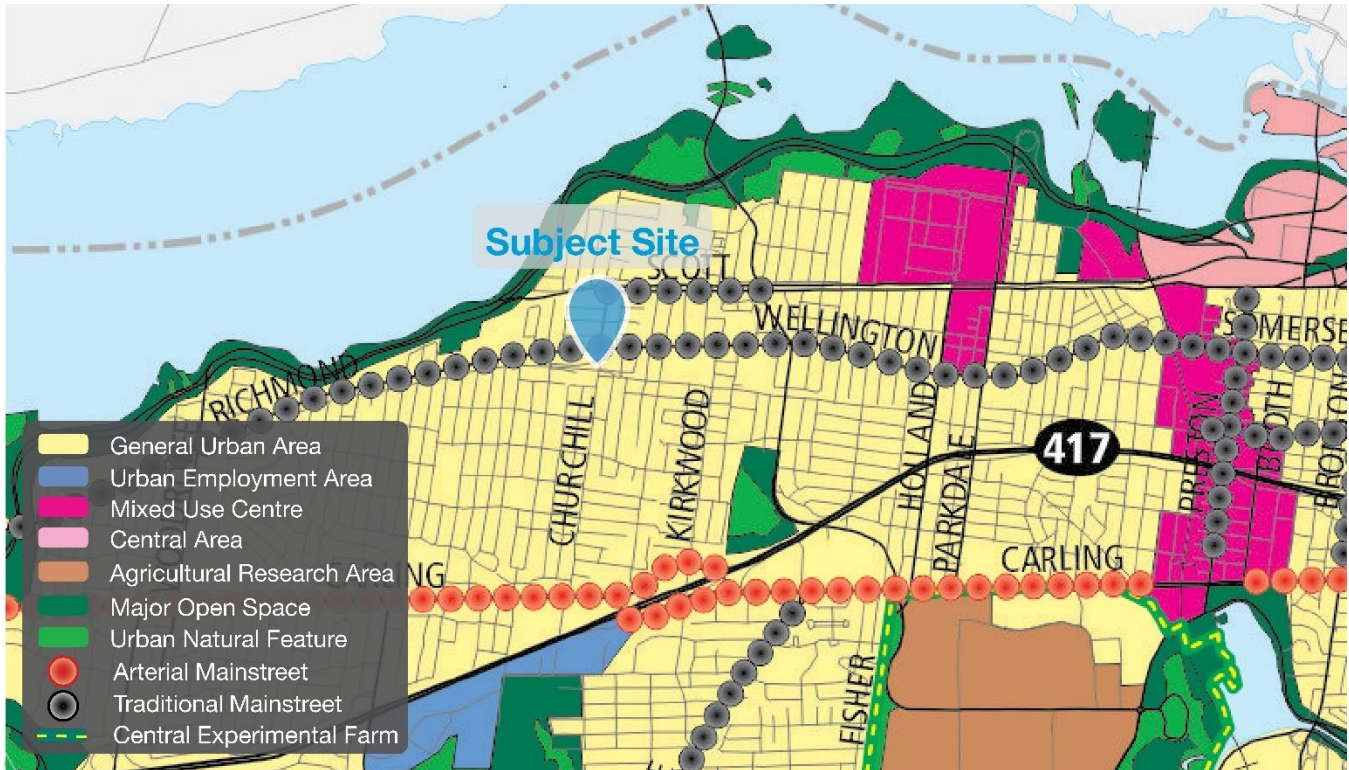 Subject Site
SCOTT
WELLINGTON
SOMERSE
RICHMOND
CHURCHILL
KIRKWOOD
HOLLAND
PARKDALE
417
PRESTON
BOOTH
BRONSON
CARLING
CARLING
FISHER
General Urban Area
Urban Employment Area
Mixed Use Centre
Central Area
Agricultural Research Area
Major Open Space
Urban Natural Feature
Arterial Mainstreet
Traditional Mainstreet
Central Experimental Farm